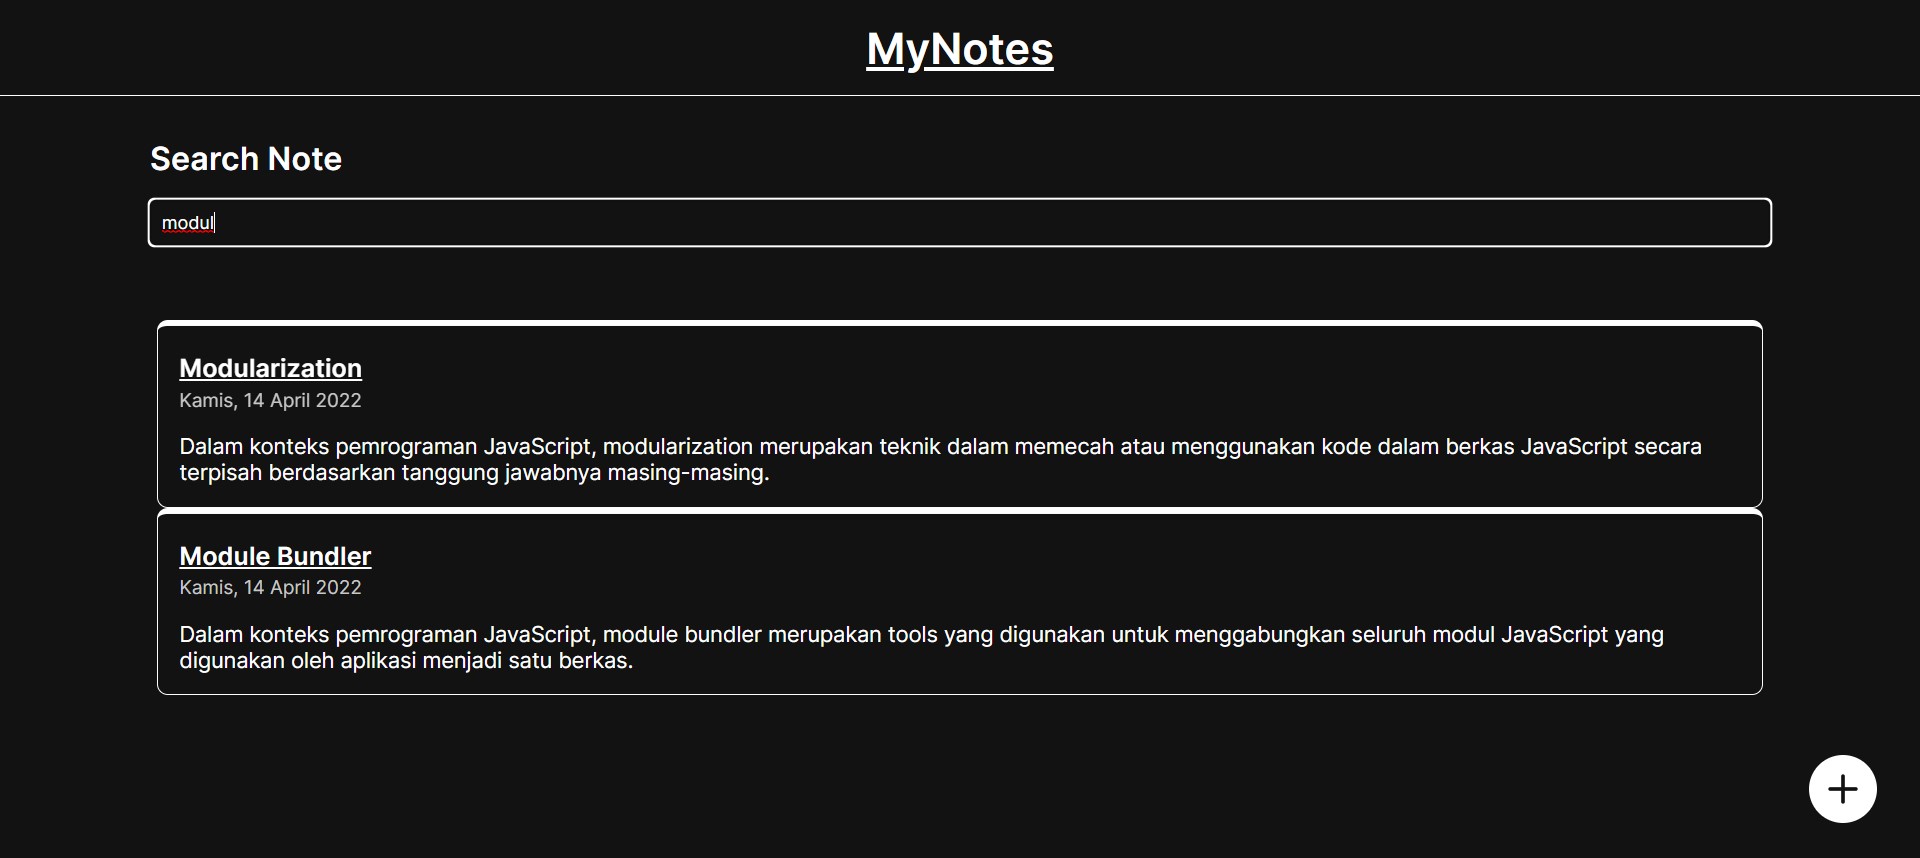 MyNotes
Search Note
modul
Modularization
Kamis, 14 April 2022
Dalam konteks pemrograman JavaScript, modularization merupakan teknik dalam memecah atau menggunakan kode dalam berkas JavaScript secara
terpisah berdasarkan tanggung jawabnya masing-masing.
Module Bundler
Kamis, 14 April 2022
Dalam konteks pemrograman JavaScript, module bundler merupakan tools yang digunakan untuk menggabungkan seluruh modul JavaScript yang
digunakan oleh aplikasi menjadi satu berkas.